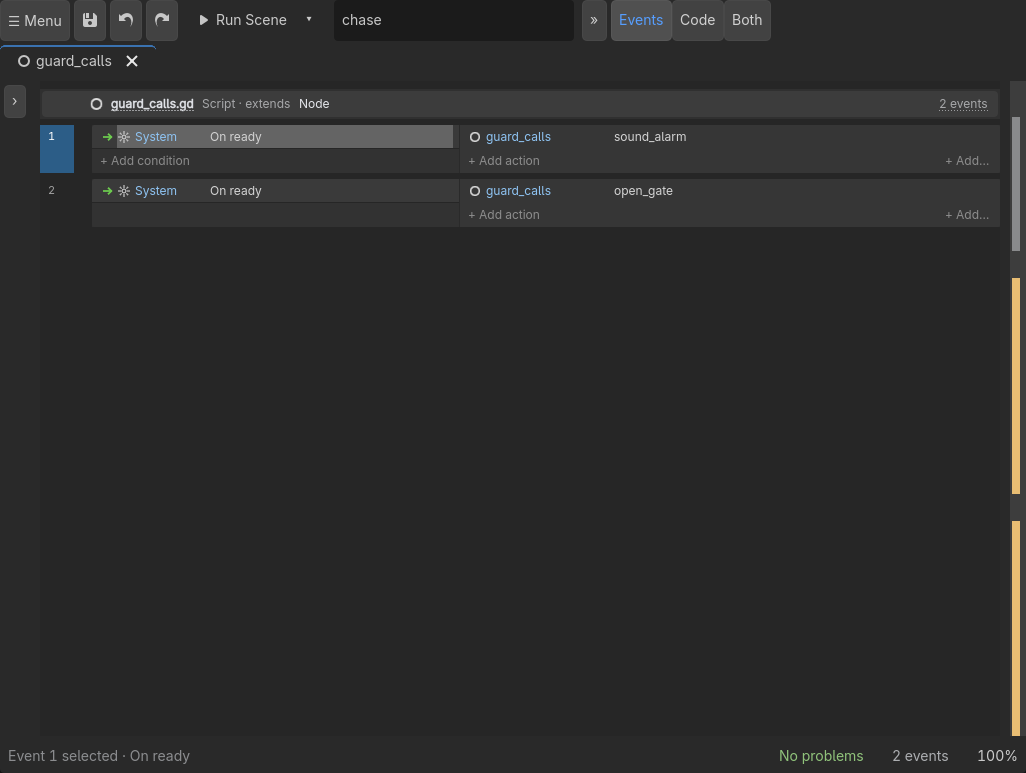 ☰ Menu Run Scene ▾ chase » Events Code Both
guard_calls ✕
›
guard_calls.gd Script · extends Node 2 events
1 System On ready guard_calls sound_alarm
+ Add condition + Add action + Add...
2 System On ready guard_calls open_gate
+ Add action + Add...
Event 1 selected · On ready No problems 2 events 100%